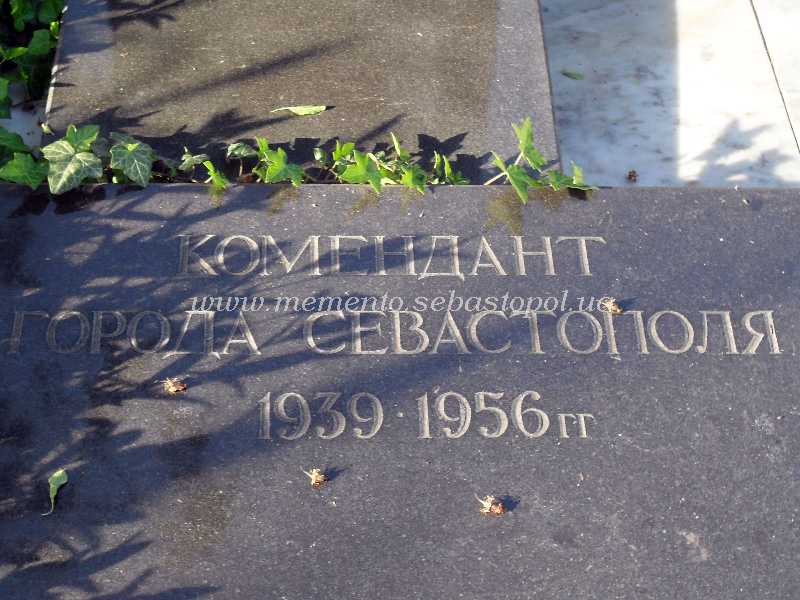 КОМЕНДАНТ
www.memento.sebastopol.ua
ГОРОДА СЕВАСТОПОЛЯ
1939 · 1956 гг